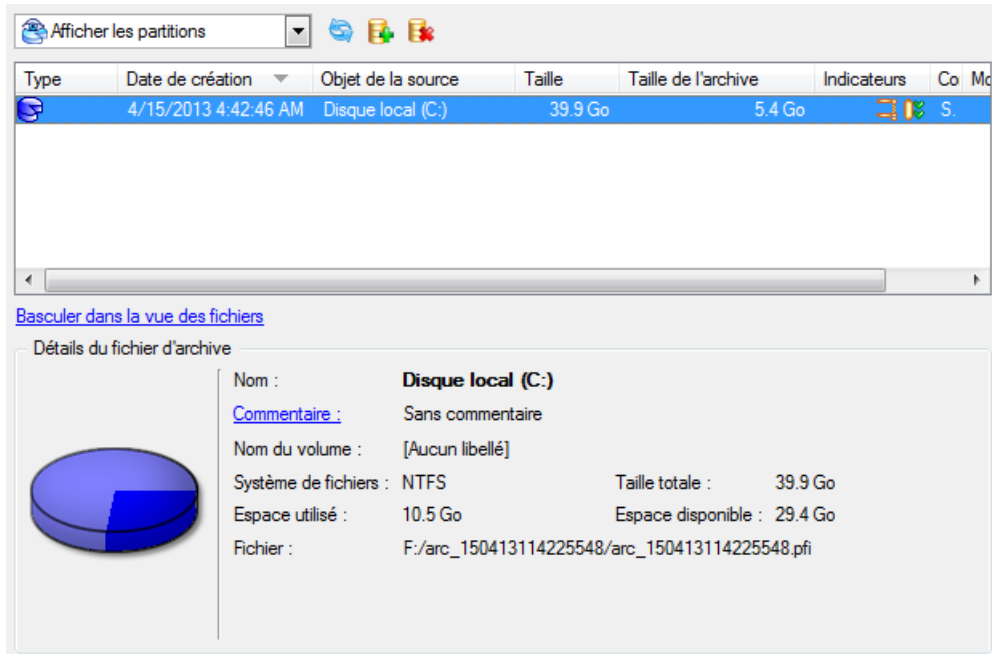 Afficher les partitions
Type Date de création Objet de la source Taille Taille de l'archive Indicateurs Co Mo
4/15/2013 4:42:46 AM Disque local (C:) 39.9 Go 5.4 Go S.
Basculer dans la vue des fichiers
Détails du fichier d'archive
Nom : Disque local (C:)
Commentaire : Sans commentaire
Nom du volume : [Aucun libellé]
Système de fichiers : NTFS Taille totale : 39.9 Go
Espace utilisé : 10.5 Go Espace disponible : 29.4 Go
Fichier : F:/arc_150413114225548/arc_150413114225548.pfi